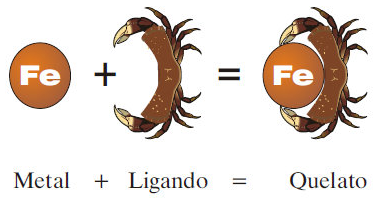 Fe + = Fe
Metal + Ligando = Quelato